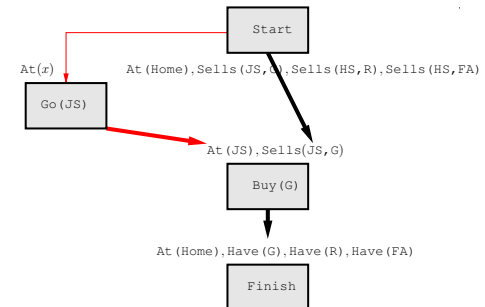 Start
At(x)
At(Home),Sells(JS,G),Sells(HS,R),Sells(HS,FA)
Go(JS)
At(JS),Sells(JS,G)
Buy(G)
At(Home),Have(G),Have(R),Have(FA)
Finish